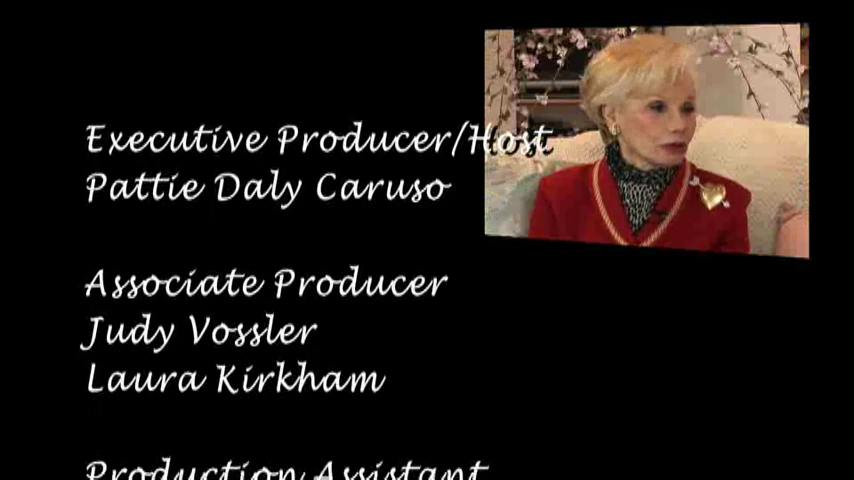 Executive Producer/Host
Pattie Daly Caruso
Associate Producer
Judy Vossler
Laura Kirkham
Production Assistant